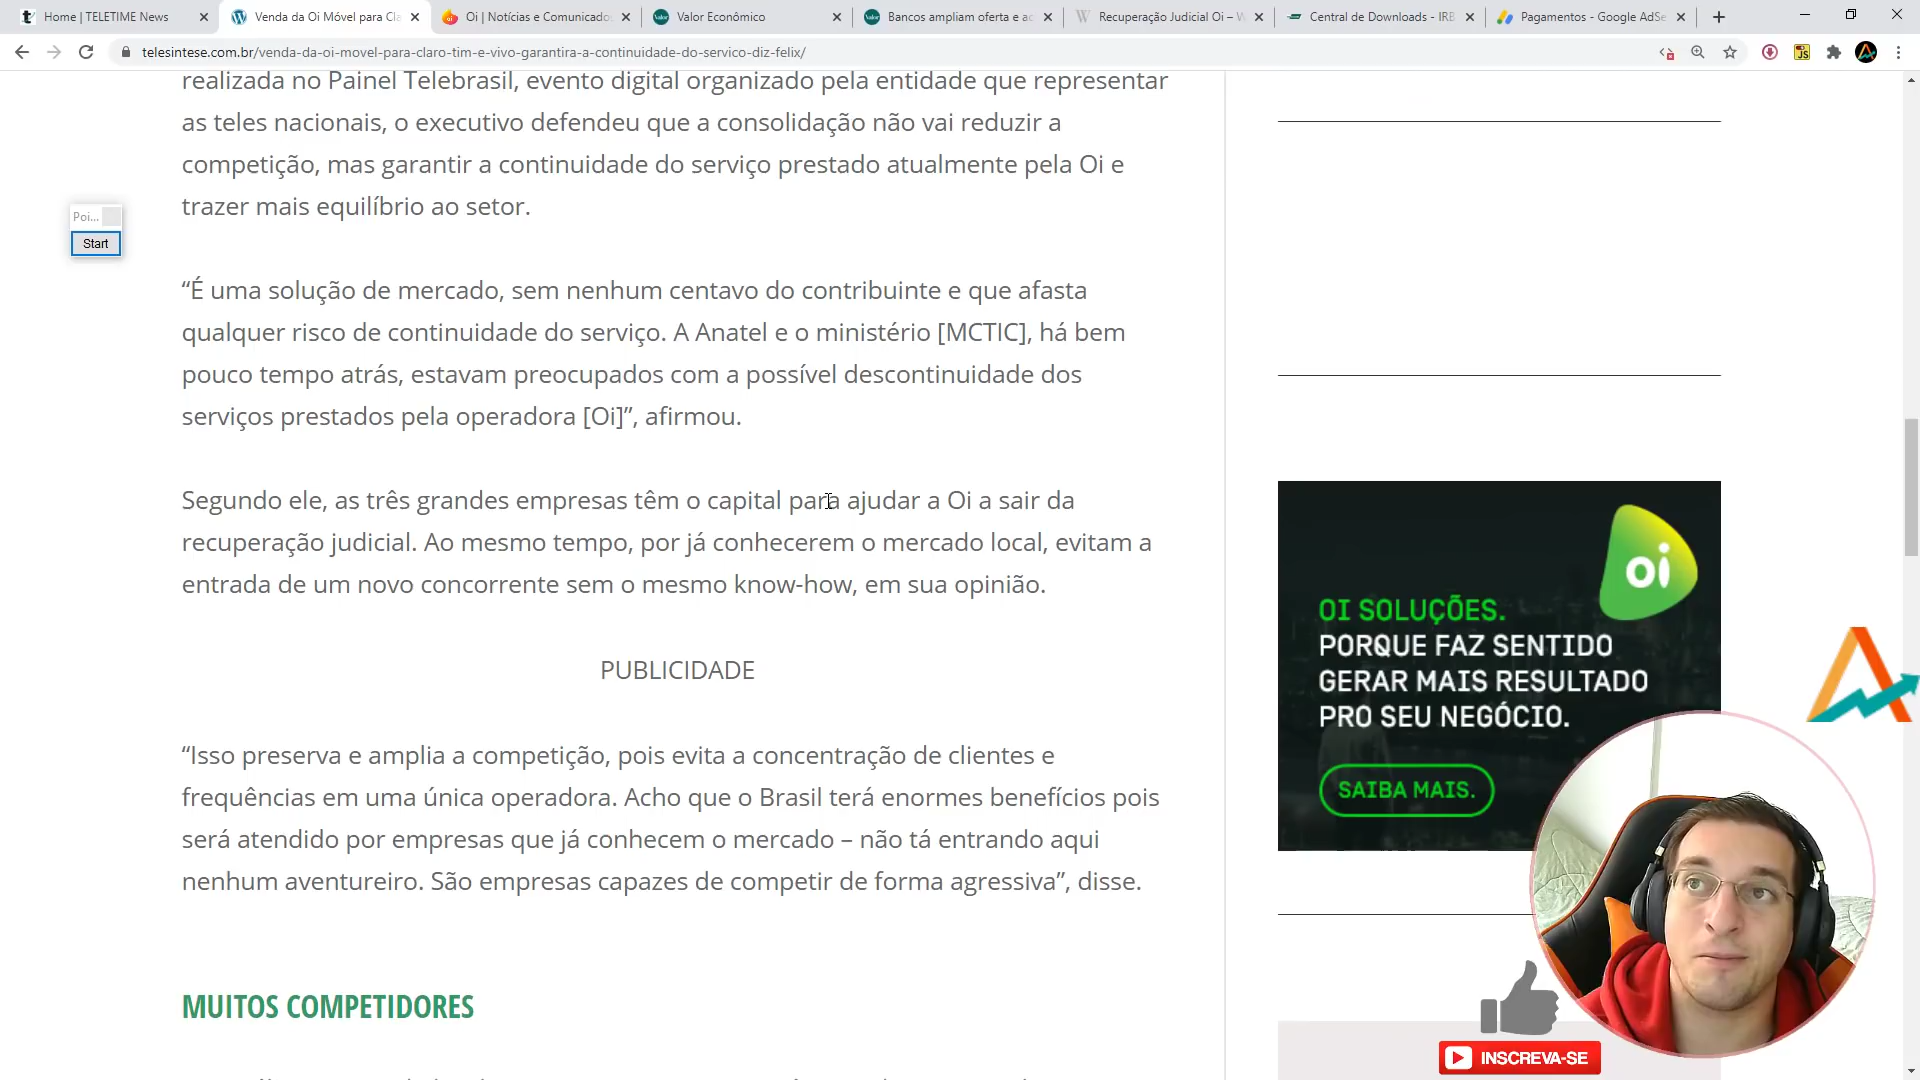 Home | TELETIME News
Venda da Oi Móvel para Cla
Oi | Notícias e Comunicado
Valor Econômico
Bancos ampliam oferta e a
Recuperação Judicial Oi – W
Central de Downloads - IRB
Pagamentos - Google AdSe
telesintese.com.br/venda-da-oi-movel-para-claro-tim-e-vivo-garantira-a-continuidade-do-servico-diz-felix/
realizada no Painel Telebrasil, evento digital organizado pela entidade que representar
as teles nacionais, o executivo defendeu que a consolidação não vai reduzir a
competição, mas garantir a continuidade do serviço prestado atualmente pela Oi e
trazer mais equilíbrio ao setor.
Poi...
Start
“É uma solução de mercado, sem nenhum centavo do contribuinte e que afasta
qualquer risco de continuidade do serviço. A Anatel e o ministério [MCTIC], há bem
pouco tempo atrás, estavam preocupados com a possível descontinuidade dos
serviços prestados pela operadora [Oi]”, afirmou.
Segundo ele, as três grandes empresas têm o capital para ajudar a Oi a sair da
recuperação judicial. Ao mesmo tempo, por já conhecerem o mercado local, evitam a
entrada de um novo concorrente sem o mesmo know-how, em sua opinião.
PUBLICIDADE
“Isso preserva e amplia a competição, pois evita a concentração de clientes e
frequências em uma única operadora. Acho que o Brasil terá enormes benefícios pois
será atendido por empresas que já conhecem o mercado – não tá entrando aqui
nenhum aventureiro. São empresas capazes de competir de forma agressiva”, disse.
MUITOS COMPETIDORES
oi
OI SOLUÇÕES.
PORQUE FAZ SENTIDO
GERAR MAIS RESULTADO
PRO SEU NEGÓCIO.
SAIBA MAIS.
INSCREVA-SE